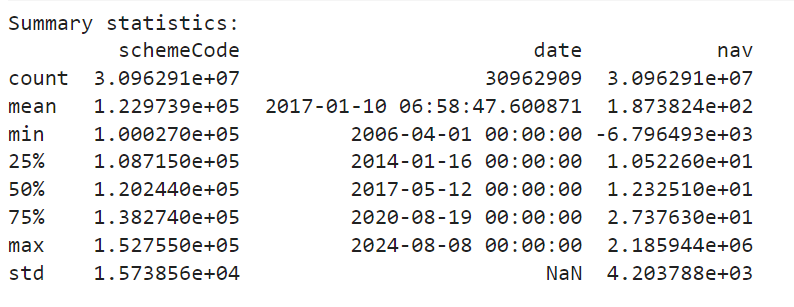 Summary statistics:
schemeCode date nav
count 3.096291e+07 30962909 3.096291e+07
mean 1.229739e+05 2017-01-10 06:58:47.600871 1.873824e+02
min 1.000270e+05 2006-04-01 00:00:00 -6.796493e+03
25% 1.087150e+05 2014-01-16 00:00:00 1.052260e+01
50% 1.202440e+05 2017-05-12 00:00:00 1.232510e+01
75% 1.382740e+05 2020-08-19 00:00:00 2.737630e+01
max 1.527550e+05 2024-08-08 00:00:00 2.185944e+06
std 1.573856e+04 NaN 4.203788e+03